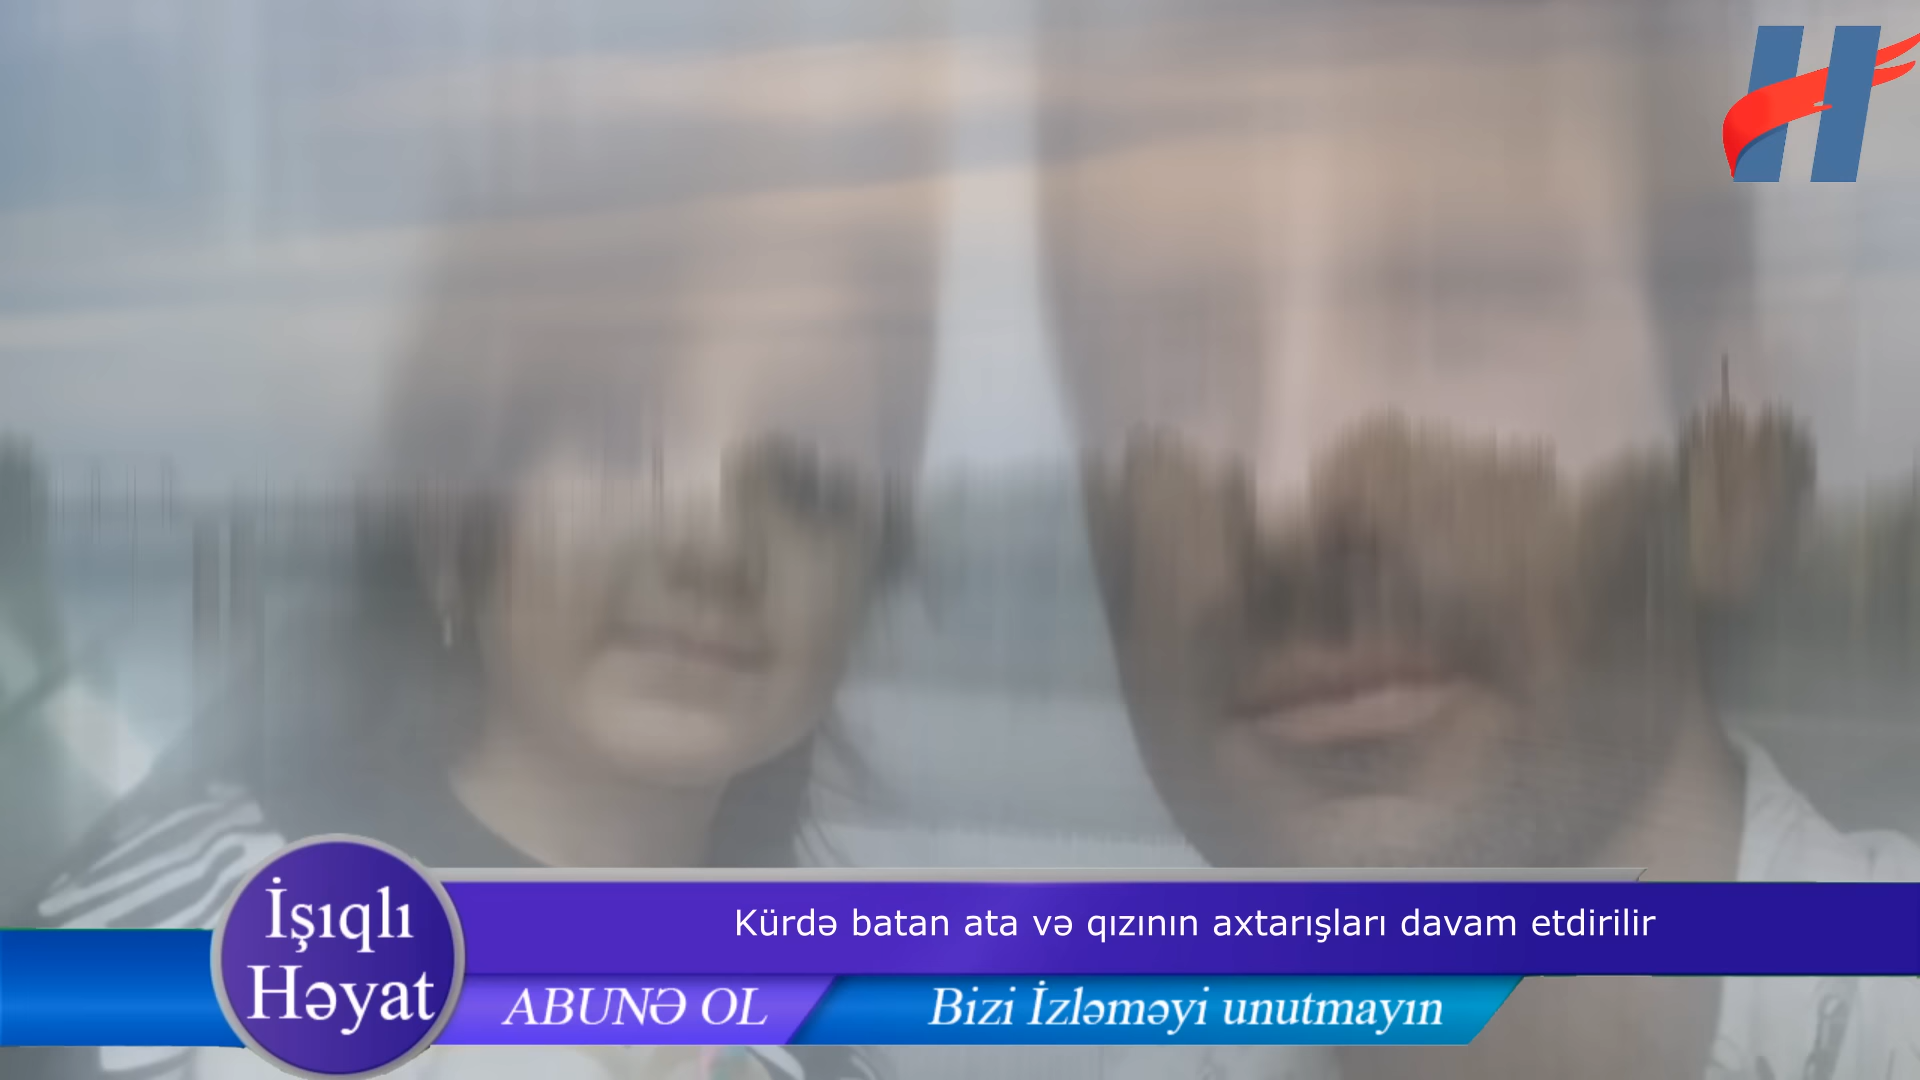 Kürdə batan ata və qızının axtarışları davam etdirilir
İşıqlı
Həyat
ABUNƏ OL
Bizi İzləməyi unutmayın